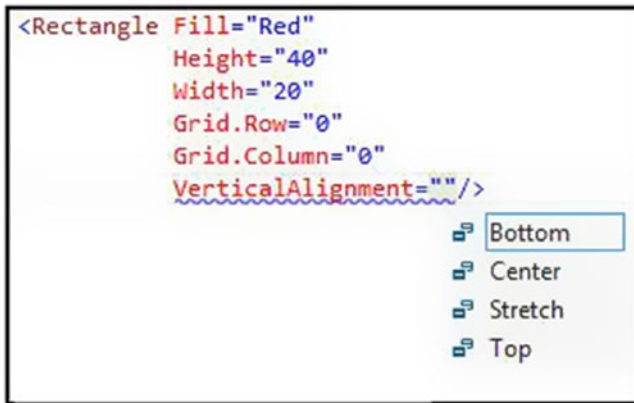 <Rectangle Fill="Red"
Height="40"
Width="20"
Grid.Row="0"
Grid.Column="0"
VerticalAlignment=""/>
Bottom
Center
Stretch
Top